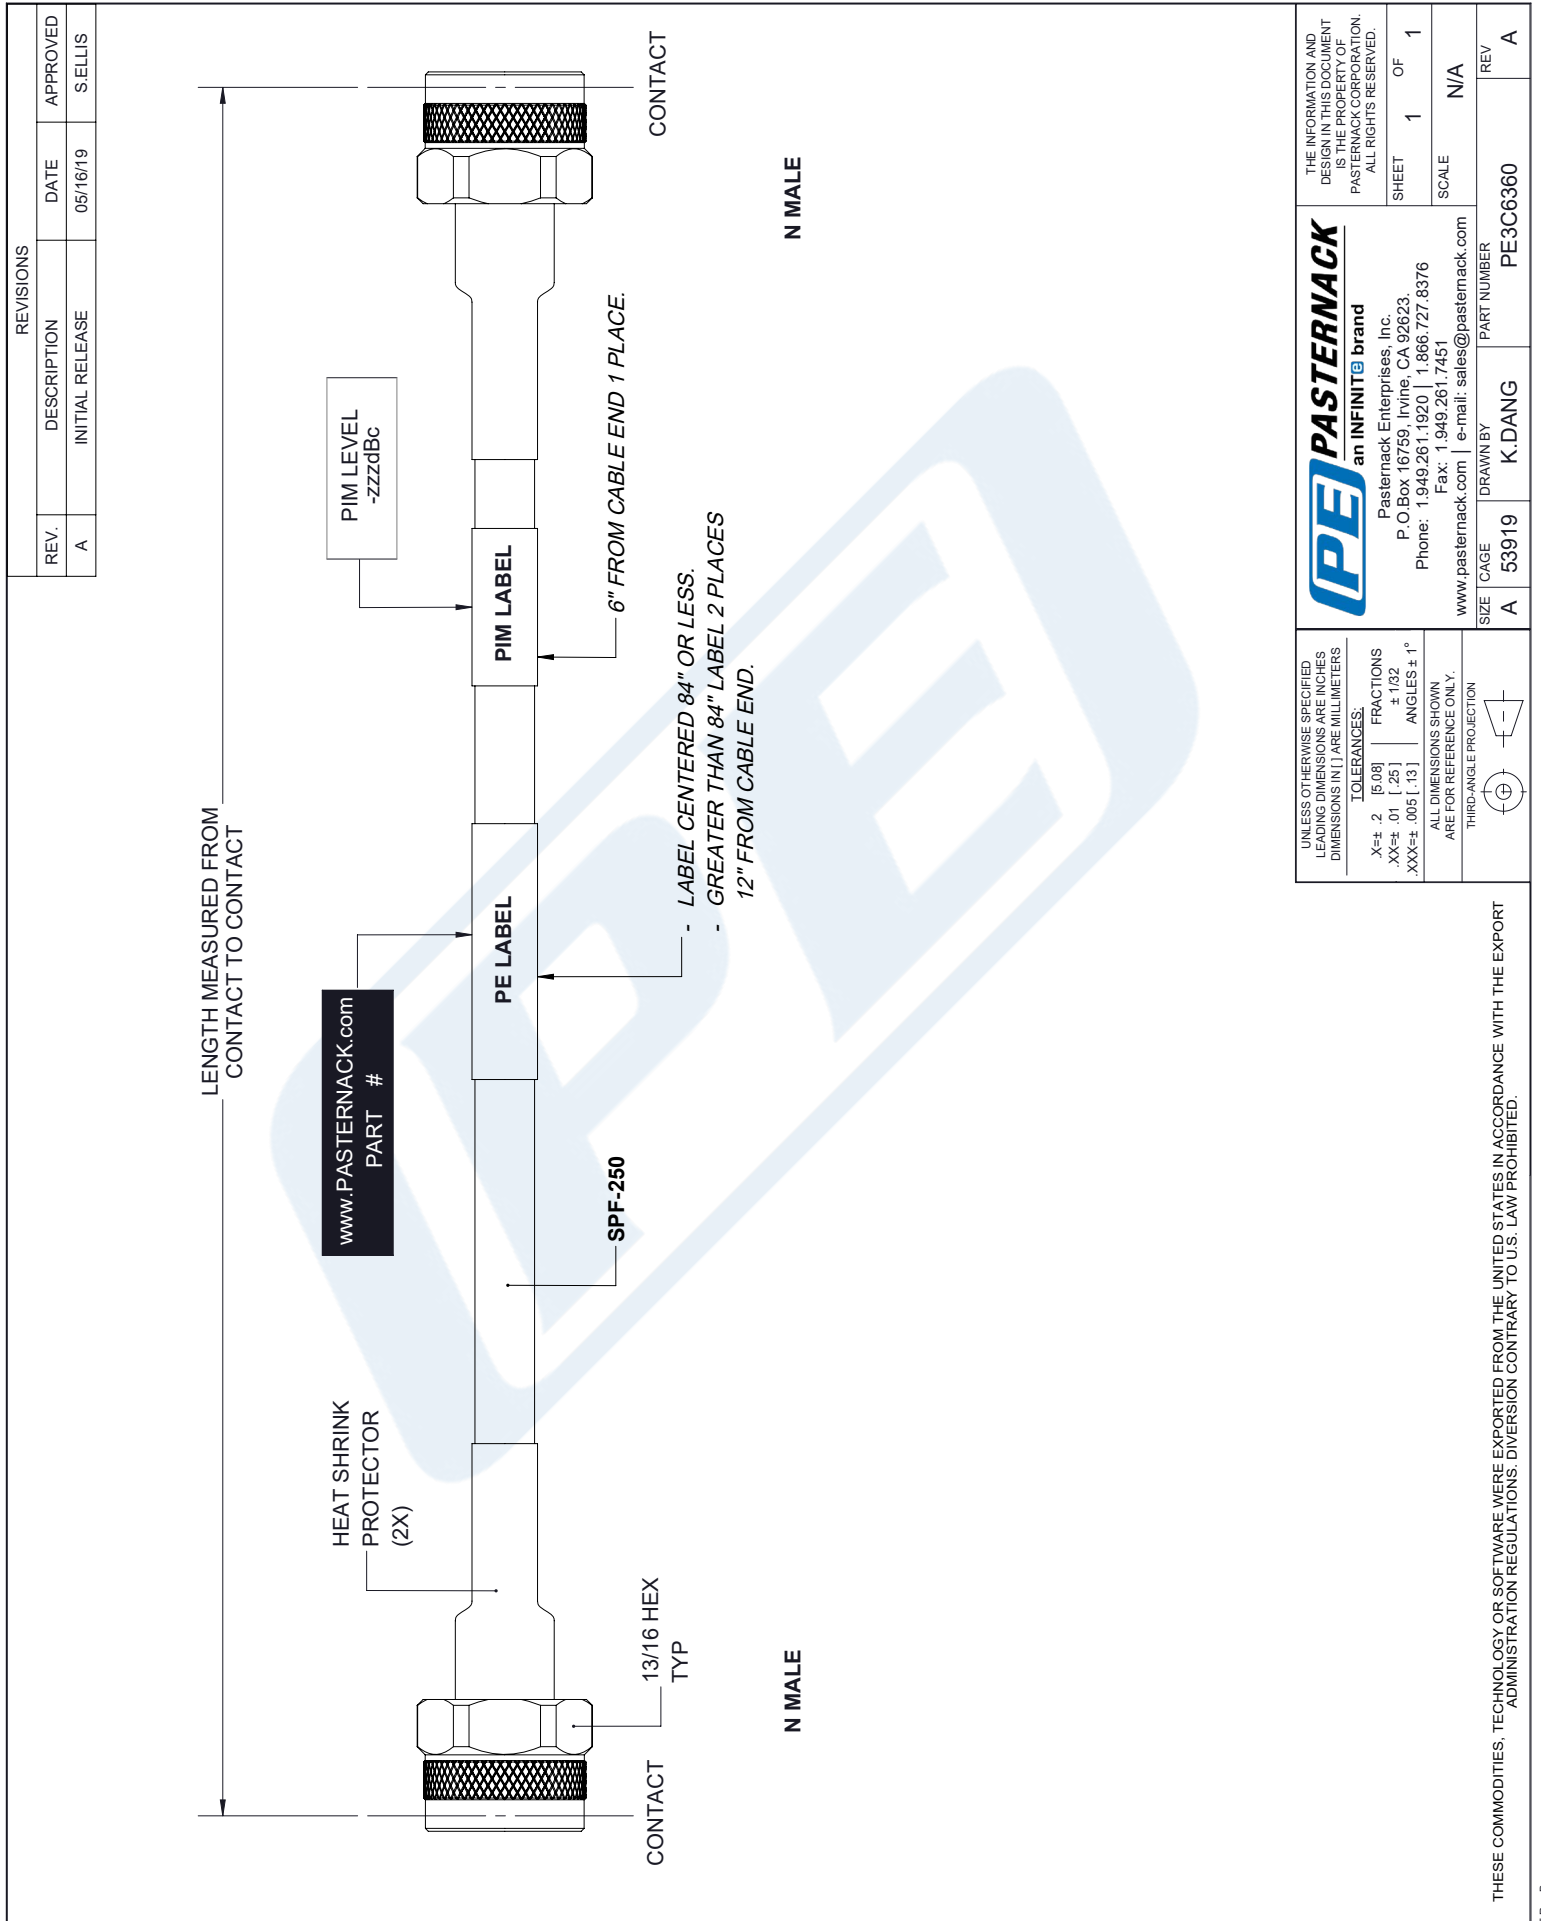 REVISIONS
REV. DESCRIPTION DATE APPROVED
A INITIAL RELEASE 05/16/19 S.ELLIS
LENGTH MEASURED FROM
CONTACT TO CONTACT
HEAT SHRINK
PROTECTOR
(2X)
www.PASTERNACK.com
PART #
PIM LEVEL
-zzzdBc
PE LABEL
PIM LABEL
CONTACT
13/16 HEX
TYP
SPF-250
- LABEL CENTERED 84" OR LESS.
- GREATER THAN 84" LABEL 2 PLACES
12" FROM CABLE END.
6" FROM CABLE END 1 PLACE.
CONTACT
N MALE
N MALE
THESE COMMODITIES, TECHNOLOGY OR SOFTWARE WERE EXPORTED FROM THE UNITED STATES IN ACCORDANCE WITH THE EXPORT
ADMINISTRATION REGULATIONS. DIVERSION CONTRARY TO U.S. LAW PROHIBITED.
UNLESS OTHERWISE SPECIFIED
LEADING DIMENSIONS ARE INCHES
DIMENSIONS IN [ ] ARE MILLIMETERS
TOLERANCES:
.X=± .2 [5.08] FRACTIONS
.XX=± .01 [ .25] ± 1/32
.XXX=± .005 [ .13] ANGLES ± 1°
ALL DIMENSIONS SHOWN
ARE FOR REFERENCE ONLY.
THIRD-ANGLE PROJECTION
PE PASTERNACK
an INFINITe brand
Pasternack Enterprises, Inc.
P.O.Box 16759, Irvine, CA 92623.
Phone: 1.949.261.1920 | 1.866.727.8376
Fax: 1.949.261.7451
www.pasternack.com | e-mail: sales@pasternack.com
THE INFORMATION AND
DESIGN IN THIS DOCUMENT
IS THE PROPERTY OF
PASTERNACK CORPORATION.
ALL RIGHTS RESERVED.
SHEET 1 OF 1
SCALE N/A
SIZE A
CAGE 53919
DRAWN BY K.DANG
PART NUMBER PE3C6360
REV A